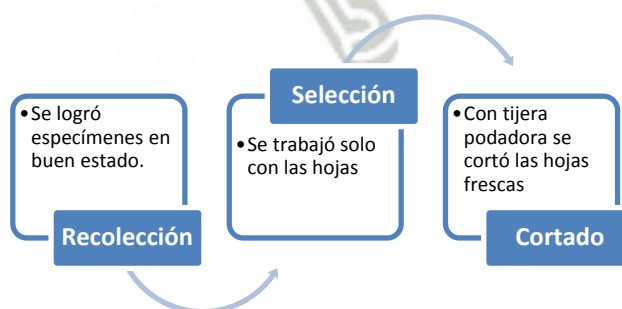 •Se logró
especímenes en
buen estado.
Recolección
Selección
•Se trabajó solo
con las hojas
•Con tijera
podadora se
cortó las hojas
frescas
Cortado